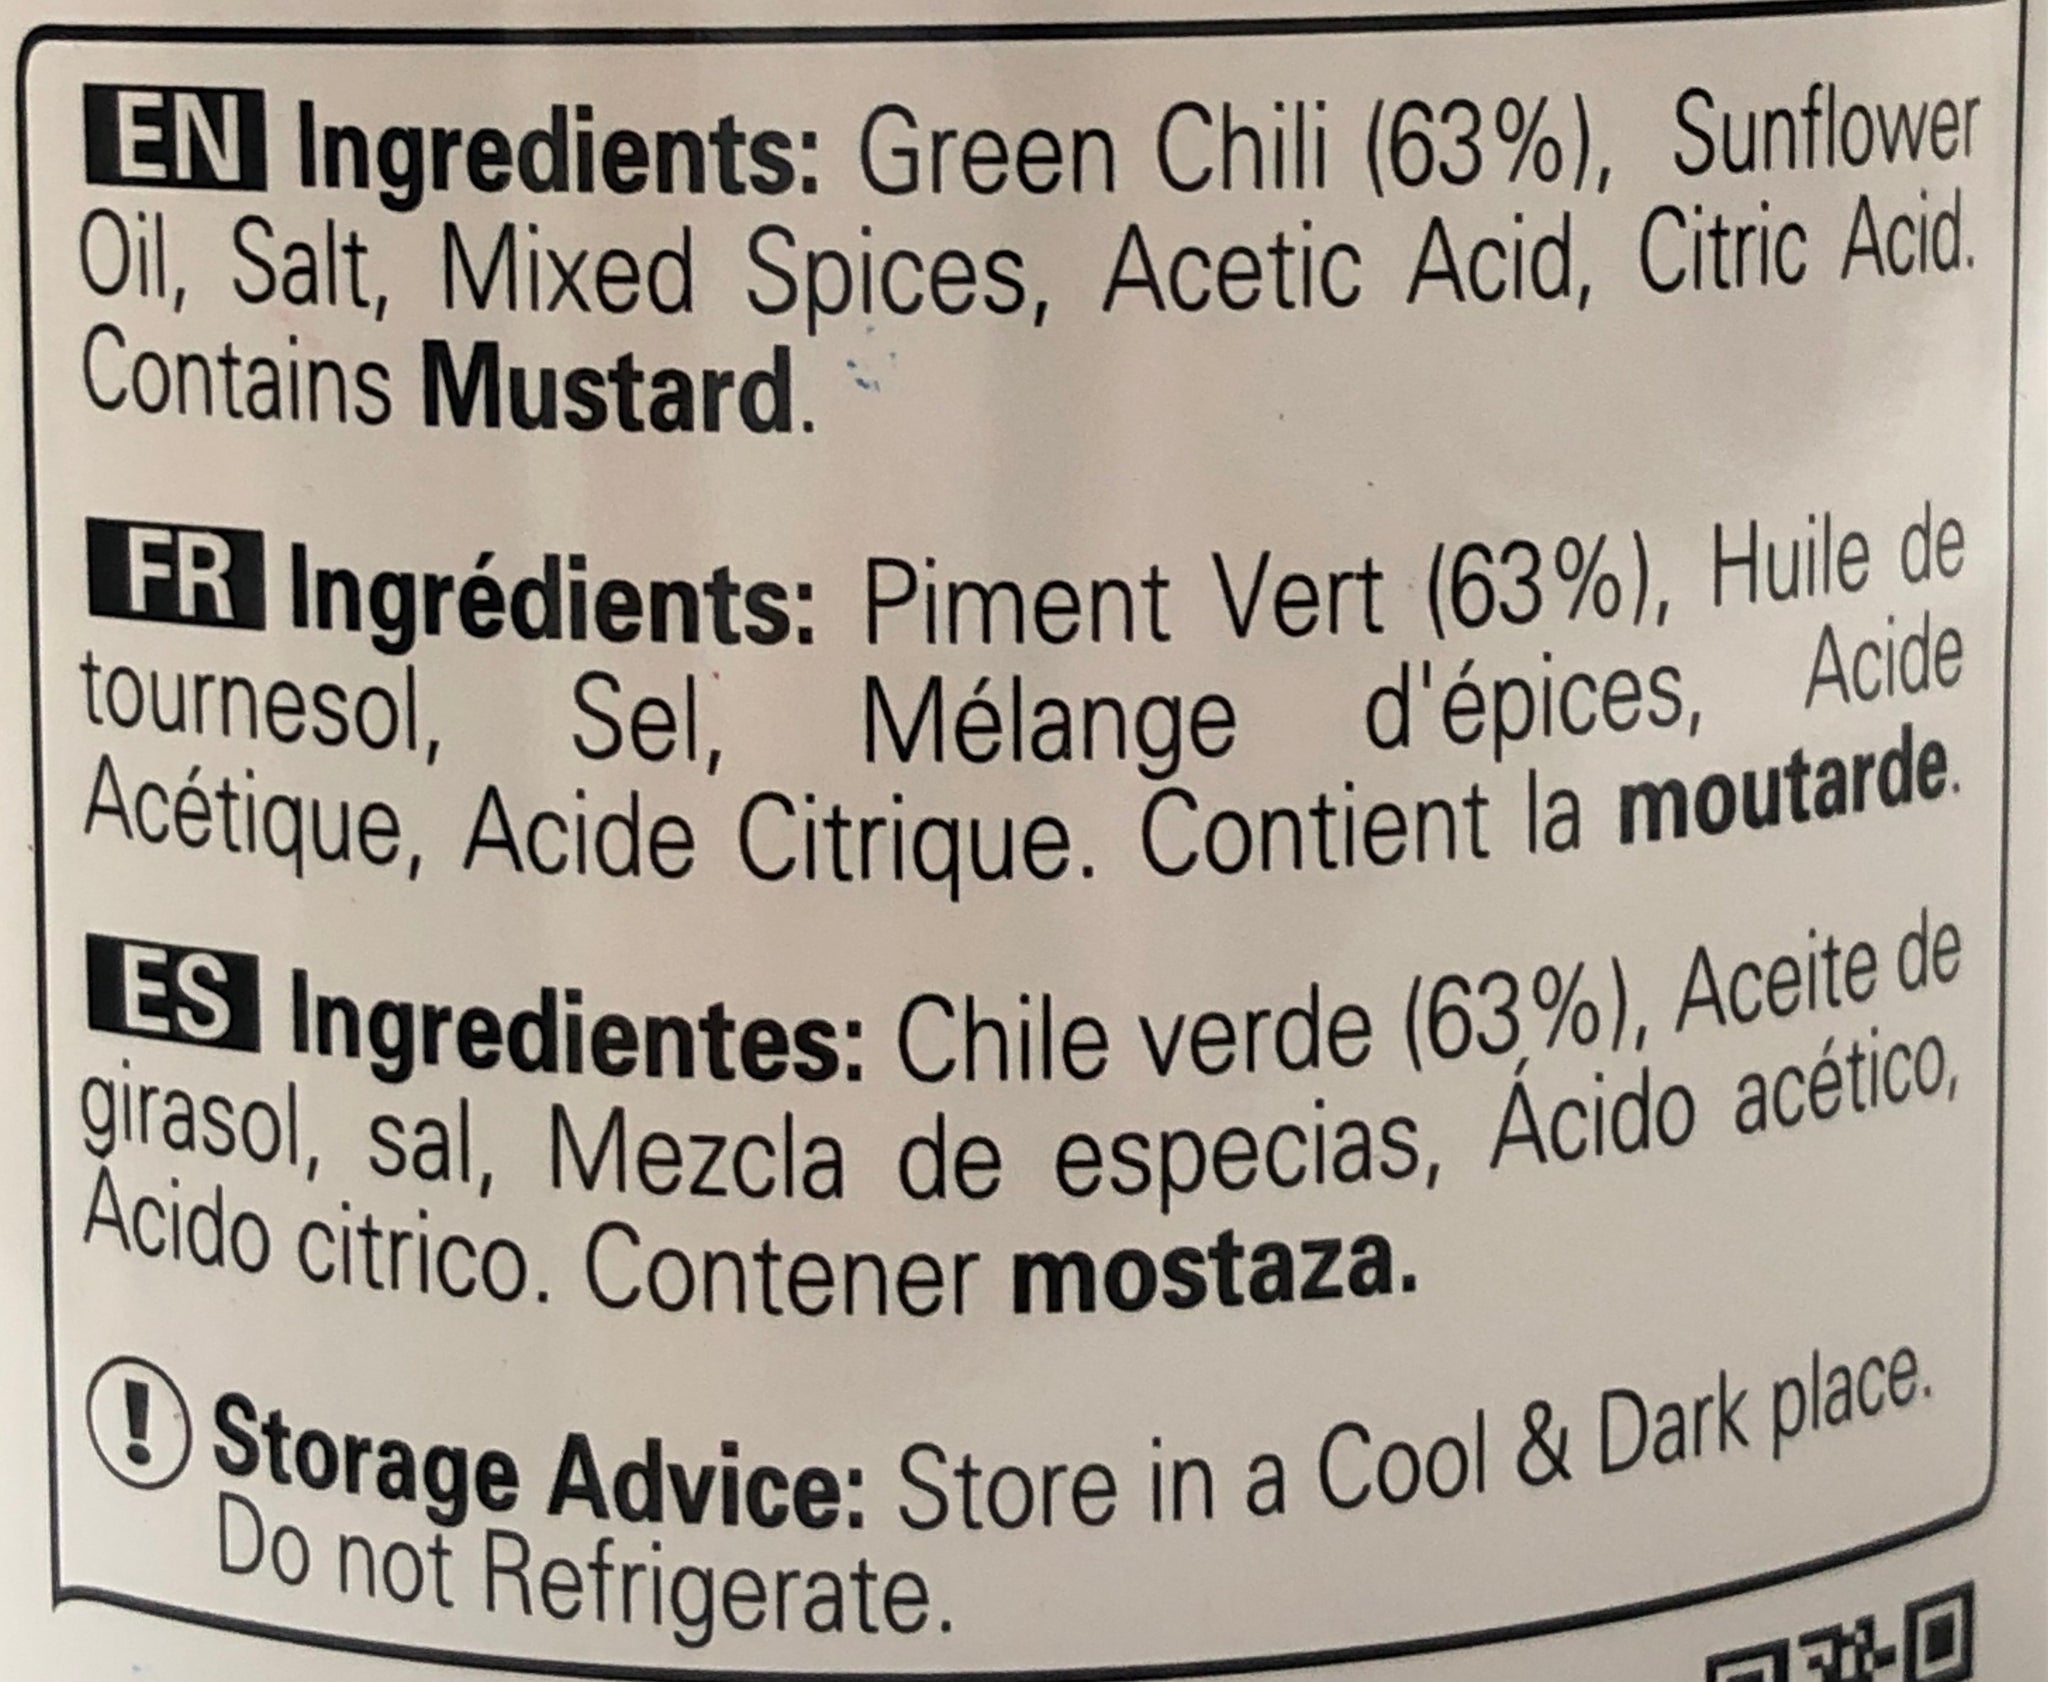 EN Ingredients: Green Chili (63%), Sunflower
Oil, Salt, Mixed Spices, Acetic Acid, Citric Acid.
Contains Mustard.
FR Ingrédients: Piment Vert (63%), Huile de
tournesol, Sel, Mélange d'épices, Acide
Acétique, Acide Citrique. Contient la moutarde.
ES Ingredientes: Chile verde (63%), Aceite de
girasol, sal, Mezcla de especias, Ácido acético,
Ácido citrico. Contener mostaza.
! Storage Advice: Store in a Cool & Dark place.
Do not Refrigerate.